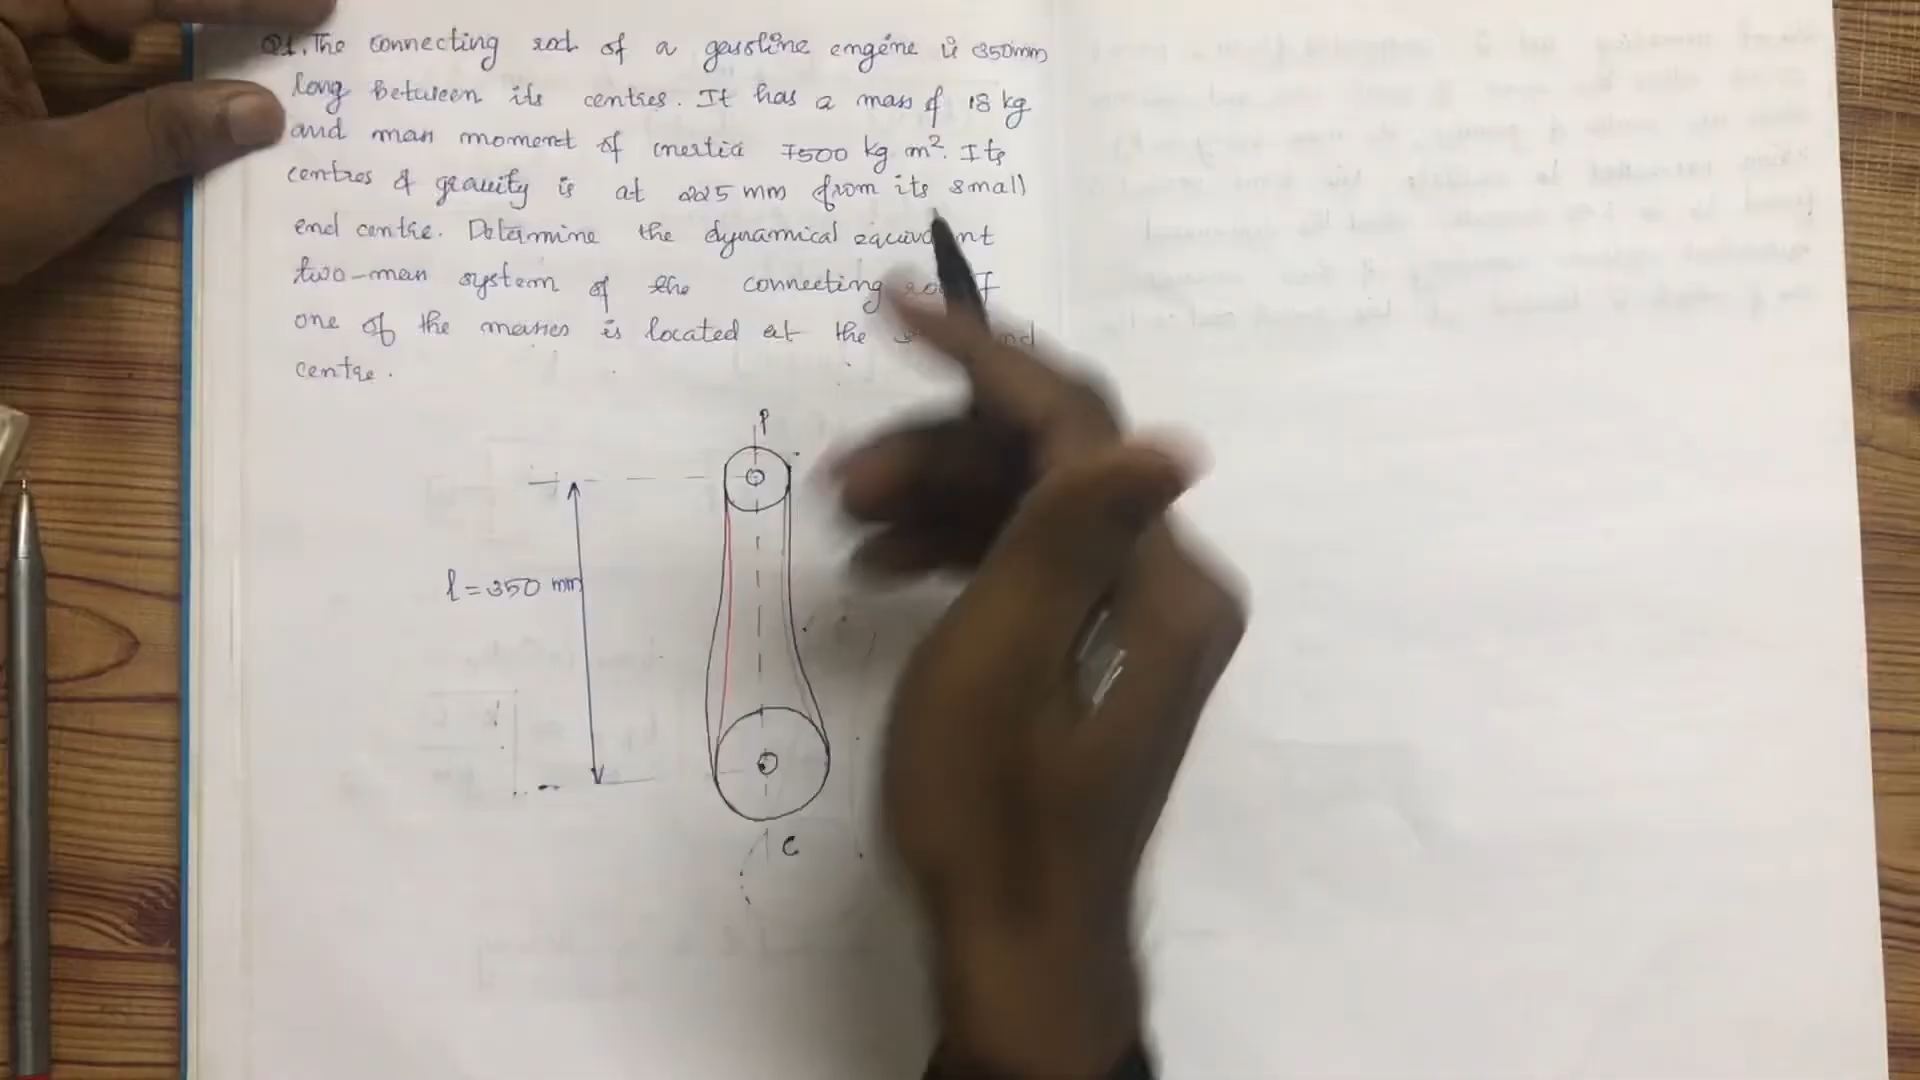 Q1. The connecting rod of a gasoline engine is 350mm
long between its centres. It has a mass of 18 kg
and mass moment of inertia 7500 kg m². Its
centres of gravity is at 225 mm from its small
end centre. Determine the dynamical
two-mass system of the connecting
one of the masses is located at the
centre.
P
l = 350 mm
C